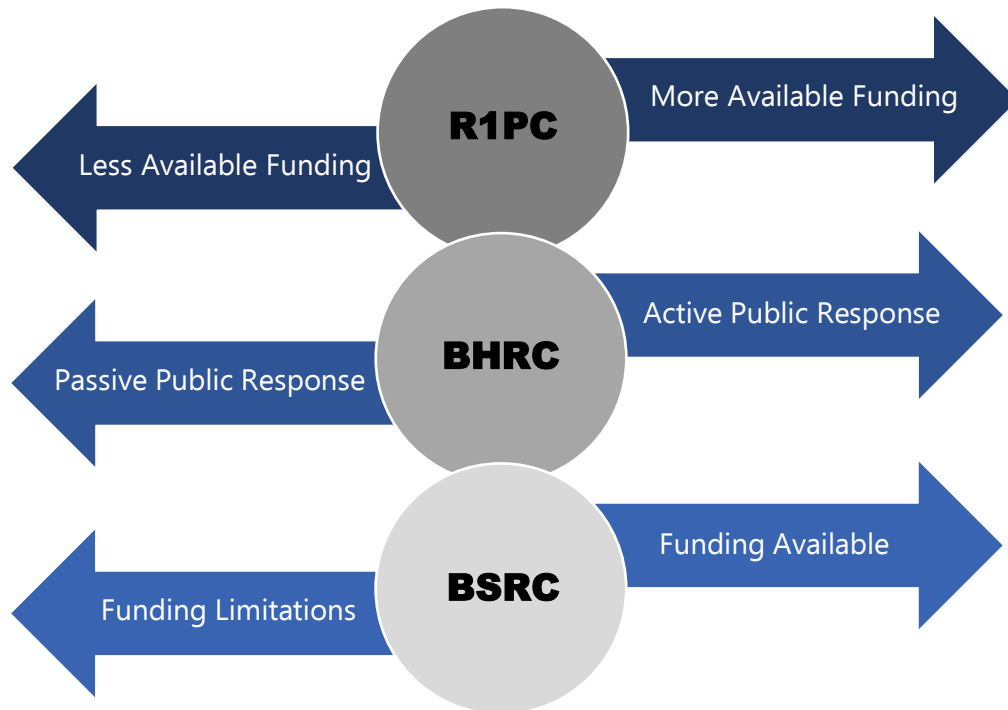 More Available Funding
R1PC
Less Available Funding
Active Public Response
BHRC
Passive Public Response
Funding Available
BSRC
Funding Limitations